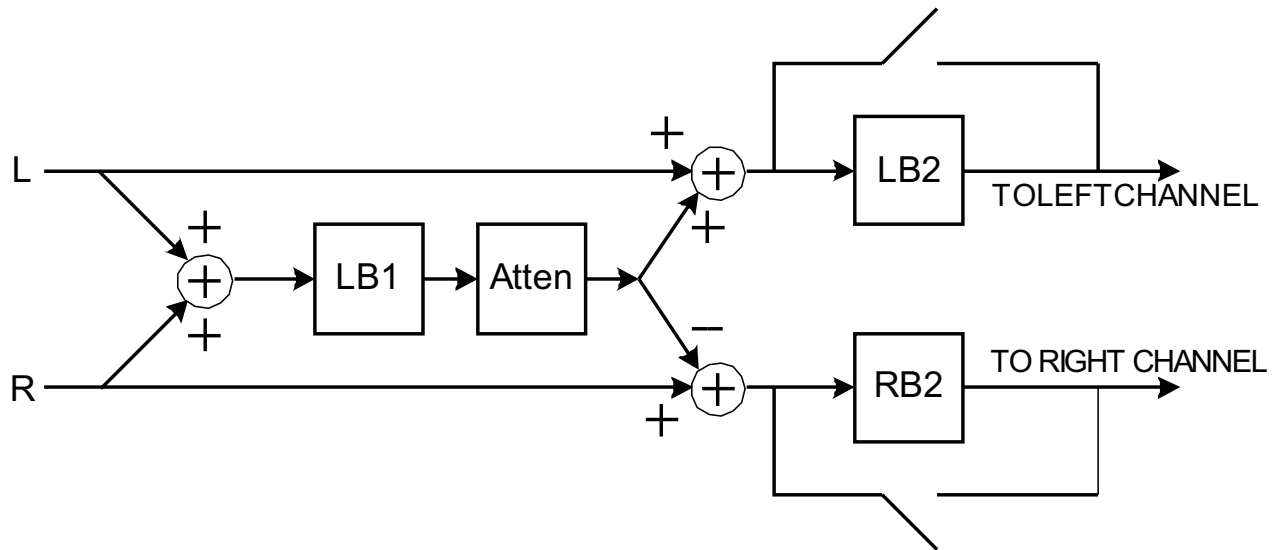 +
L
LB2
+
TOLEFTCHANNEL
+
+
LB1
Atten
+
+
−
TO RIGHT CHANNEL
R
RB2
+
+